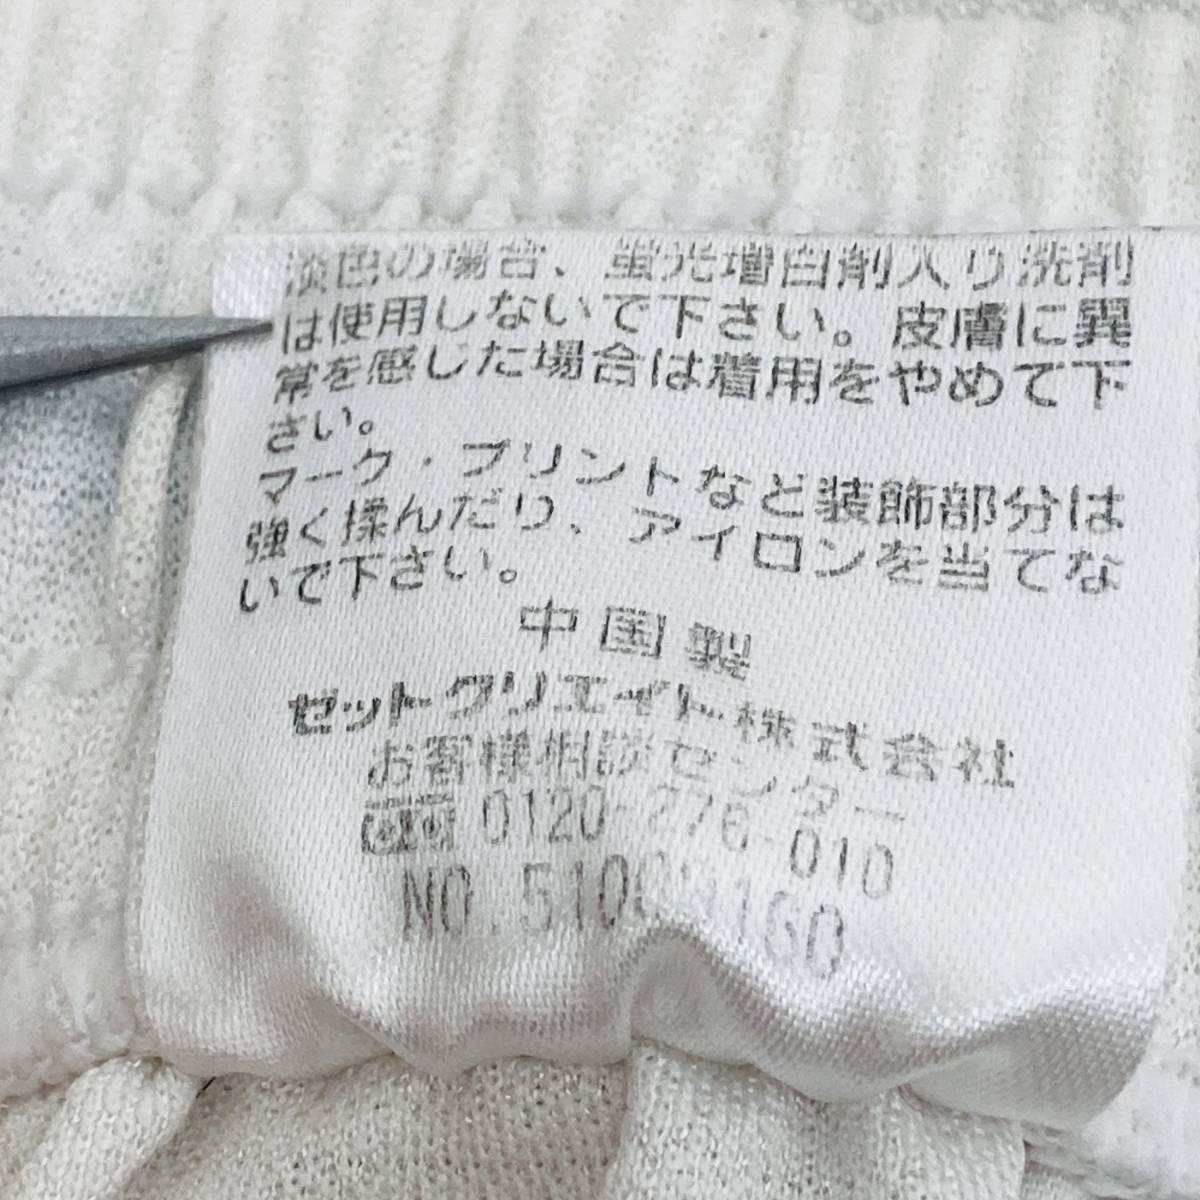 淡色の場合、蛍光増白剤入り洗剤
は使用しないで下さい。皮膚に異
常を感じた場合は着用をやめて下
さい。
マーク・プリントなど装飾部分は
強く揉んだり、アイロンを当てな
いで下さい。
中国製
ゼットクリエイト株式会社
お客様相談センター
0120-276-010
NO.